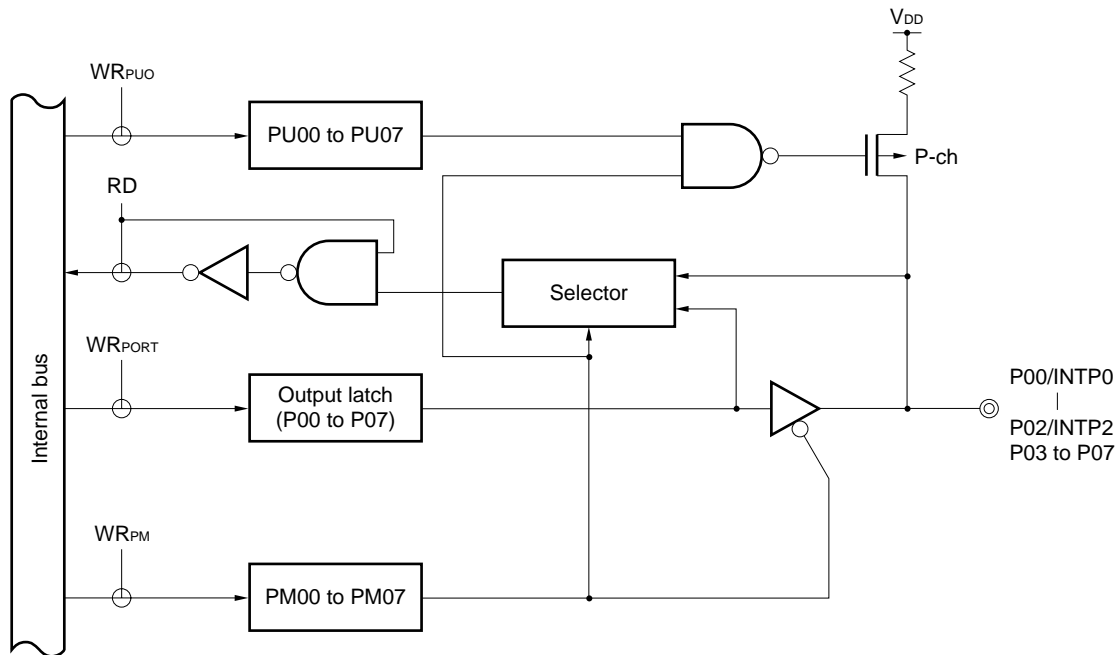 VDD
WRPUO
PU00 to PU07
P-ch
RD
Selector
WRPORT
Internal bus
Output latch
(P00 to P07)
P00/INTP0
P02/INTP2
P03 to P07
WRPM
PM00 to PM07